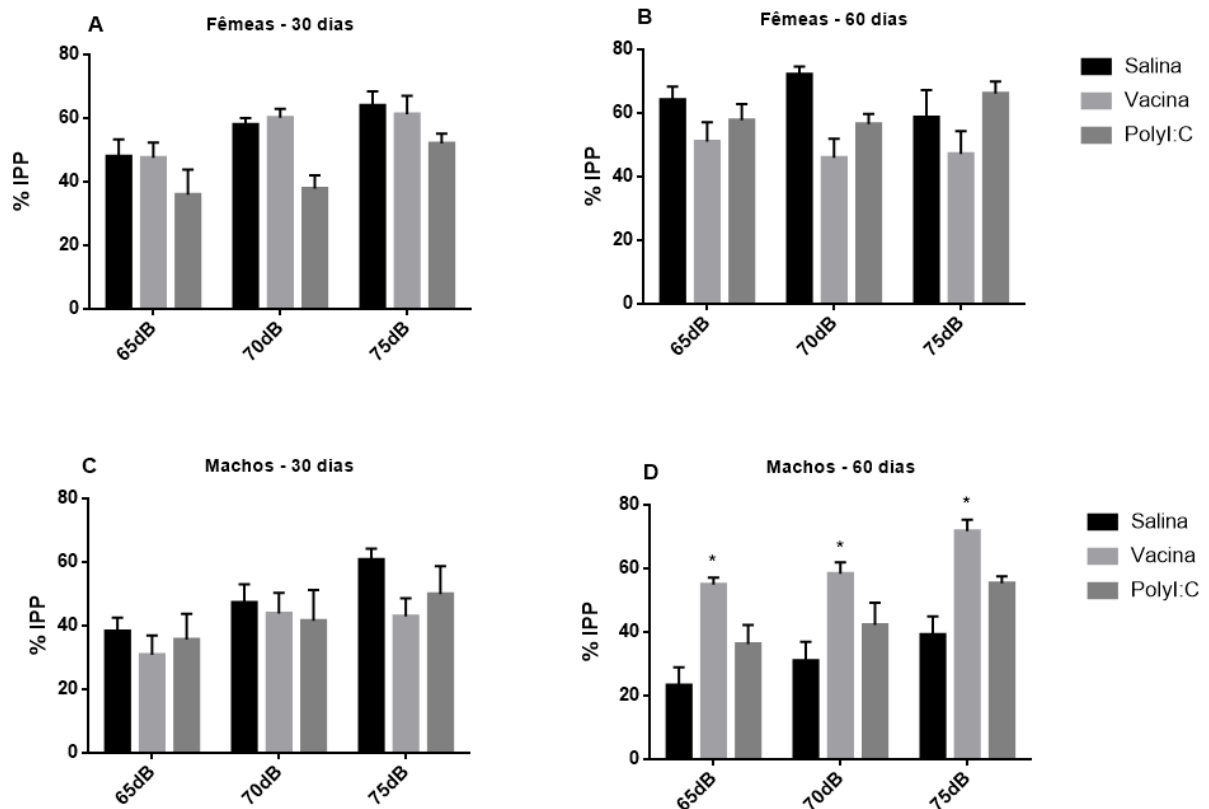 A
Fêmeas - 30 dias
% IPP
80
60
40
20
0
65dB
70dB
75dB
B
Fêmeas - 60 dias
% IPP
80
60
40
20
0
65dB
70dB
75dB
Salina
Vacina
PolyI:C
C
Machos - 30 dias
% IPP
80
60
40
20
0
65dB
70dB
75dB
D
Machos - 60 dias
% IPP
80
60
40
20
0
*
*
*
65dB
70dB
75dB
Salina
Vacina
PolyI:C